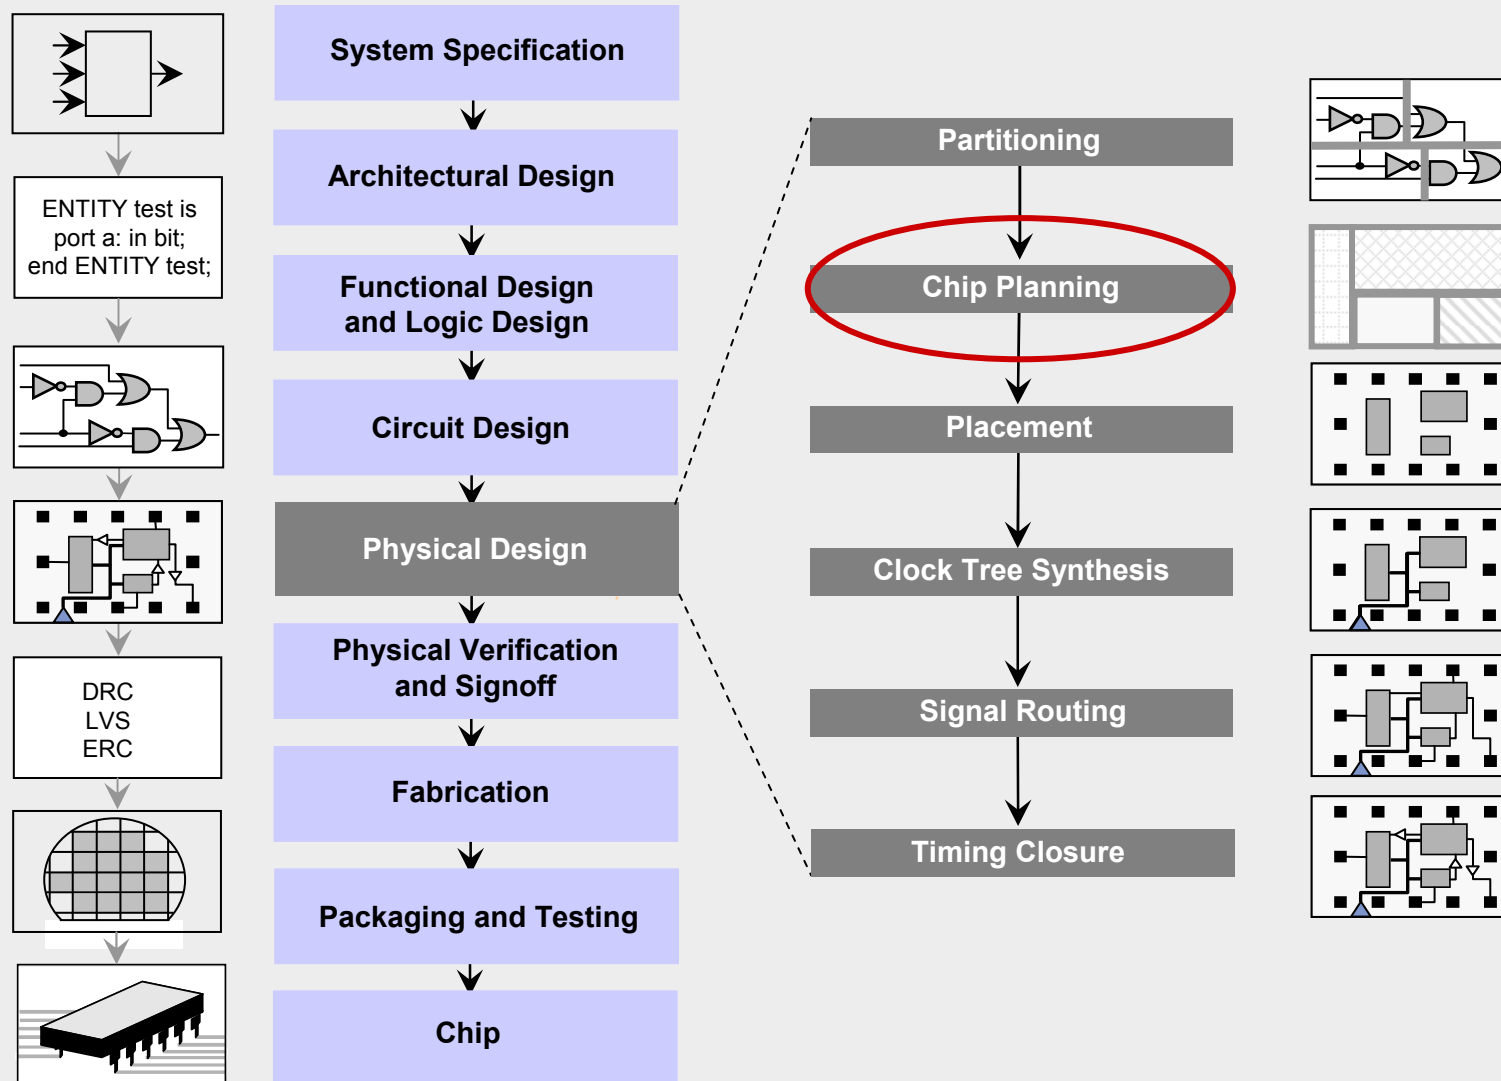 ENTITY test is
port a: in bit;
end ENTITY test;
DRC
LVS
ERC
System Specification
Architectural Design
Functional Design
and Logic Design
Circuit Design
Physical Design
Physical Verification
and Signoff
Fabrication
Packaging and Testing
Chip
Partitioning
Chip Planning
Placement
Clock Tree Synthesis
Signal Routing
Timing Closure